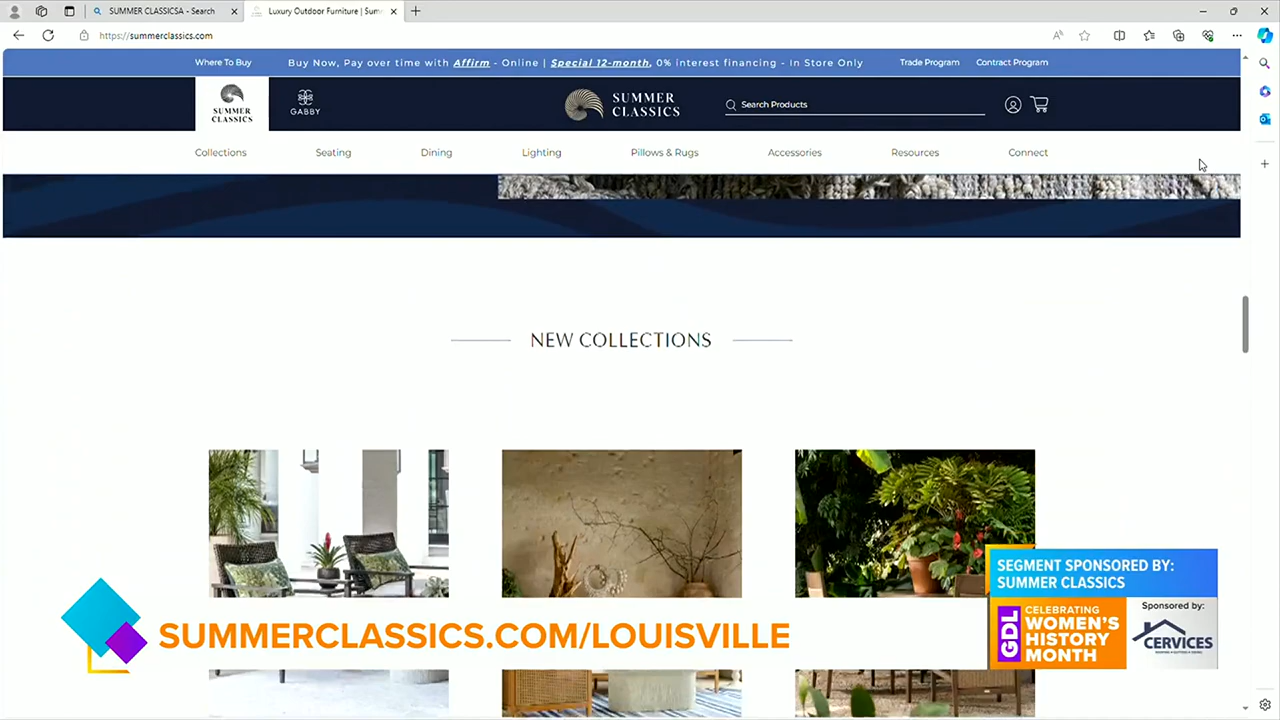 SUMMER CLASSICSA - Search
Luxury Outdoor Furniture | Sum
https://summerclassics.com
Where To Buy
Buy Now, Pay over time with Affirm - Online | Special 12-month, 0% interest financing - In Store Only
Trade Program
Contract Program
SUMMER
CLASSICS
GABBY
SUMMER
CLASSICS
Search Products
Collections
Seating
Dining
Lighting
Pillows & Rugs
Accessories
Resources
Connect
NEW COLLECTIONS
SEGMENT SPONSORED BY:
SUMMER CLASSICS
SUMMERCLASSICS.COM/LOUISVILLE
GDL
CELEBRATING
WOMEN'S
HISTORY
MONTH
Sponsored by:
CERVICES